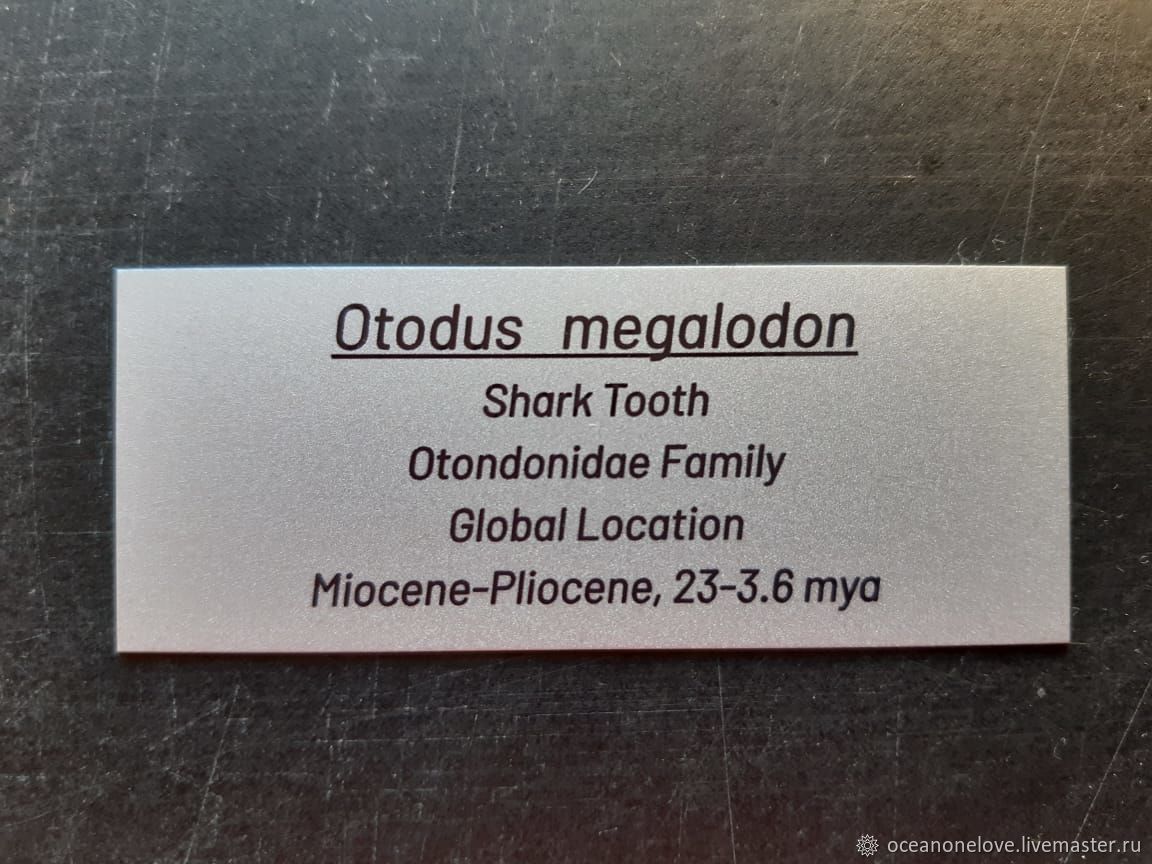 Otodus megalodon
Shark Tooth
Otondonidae Family
Global Location
Miocene-Pliocene, 23-3.6 mya
oceanonelove.livemaster.ru